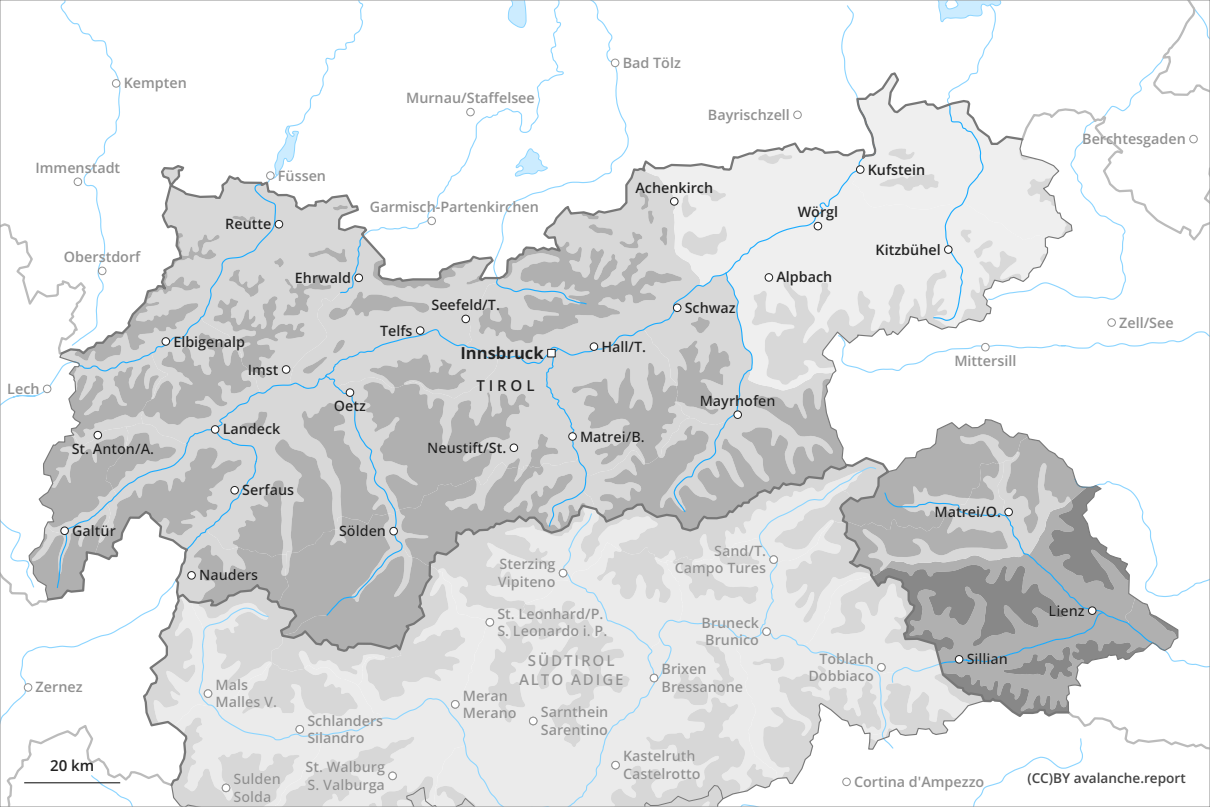 Kempten
Bad Tölz
Murnau/Staffelsee
Bayrischzell
Berchtesgaden
Immenstadt
Füssen
Kufstein
Achenkirch
Garmisch-Partenkirchen
Wörgl
Reutte
Kitzbühel
Oberstdorf
Ehrwald
Alpbach
Seefeld/T.
Schwaz
Telfs
Zell/See
Elbigenalp
Innsbruck
Hall/T.
Mittersill
Imst
TIROL
Lech
Oetz
Mayrhofen
Landeck
Matrei/B.
St. Anton/A.
Neustift/St.
Serfaus
Matrei/O.
Galtür
Sölden
Sand/T.
Campo Tures
Sterzing
Vipiteno
Nauders
St. Leonhard/P.
S. Leonardo i. P.
Lienz
Bruneck
Brunico
SÜDTIROL
ALTO ADIGE
Toblach
Dobbiaco
Sillian
Brixen
Bressanone
Zernez
Mals
Malles V.
Meran
Merano
Sarnthein
Sarentino
Schlanders
Silandro
Kastelruth
Castelrotto
St. Walburg
S. Valburga
20 km
Sulden
Solda
Cortina d'Ampezzo
(CC)BY avalanche.report